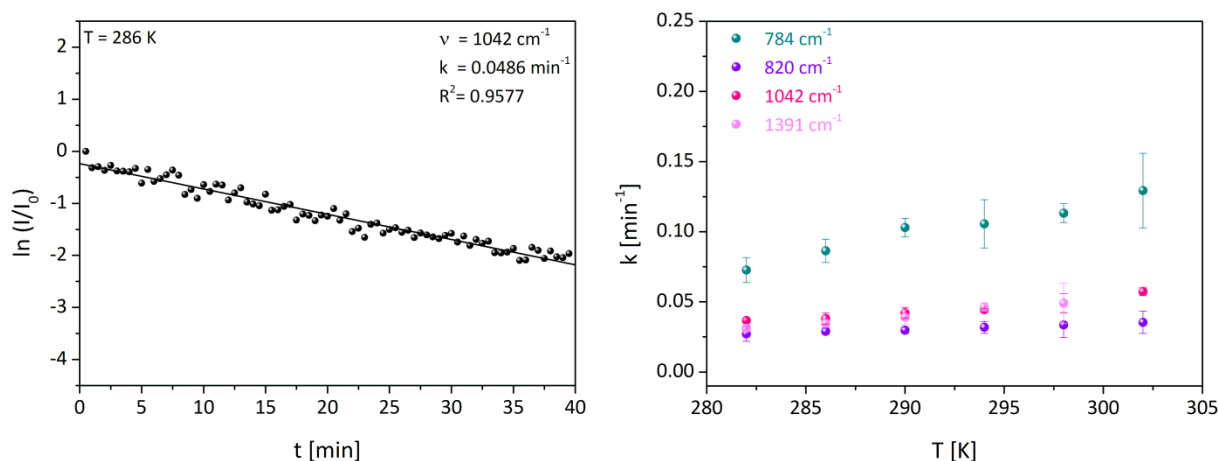 T = 286 K
ν = 1042 cm⁻¹
k = 0.0486 min⁻¹
R²= 0.9577
2
1
0
-1
-2
-3
-4
ln (I/I₀)
0 5 10 15 20 25 30 35 40
t [min]
784 cm⁻¹
820 cm⁻¹
1042 cm⁻¹
1391 cm⁻¹
0.25
0.20
0.15
0.10
0.05
0.00
k [min⁻¹]
280 285 290 295 300 305
T [K]